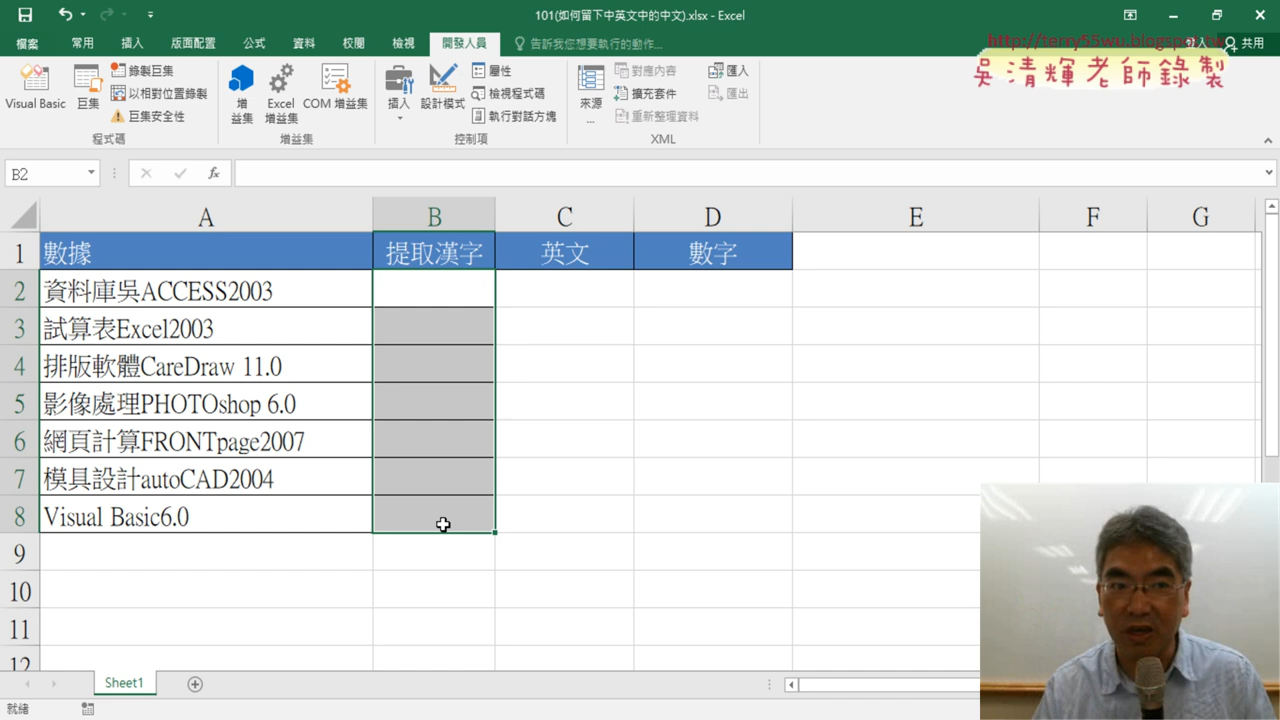 101(如何留下中英文中的中文).xlsx - Excel
檔案 常用 插入 版面配置 公式 資料 校閱 檢視 開發人員 告訴我您想要執行的動作... 共用
http://terry55wu.blogspot.tw
吳清輝老師錄製
Visual Basic 巨集 錄製巨集 以相對位置錄製 巨集安全性
增益集 Excel 增益集 COM 增益集
插入 設計模式 屬性 檢視程式碼 執行對話方塊
來源... 對應內容 擴充套件 重新整理資料 匯入 匯出
程式碼 增益集 控制項 XML
B2 fx
A B C D E F G
1 數據 提取漢字 英文 數字
2 資料庫吳ACCESS2003
3 試算表Excel2003
4 排版軟體CareDraw 11.0
5 影像處理PHOTOshop 6.0
6 網頁計算FRONTpage2007
7 模具設計autoCAD2004
8 Visual Basic6.0
9
10
11
12
Sheet1
就緒